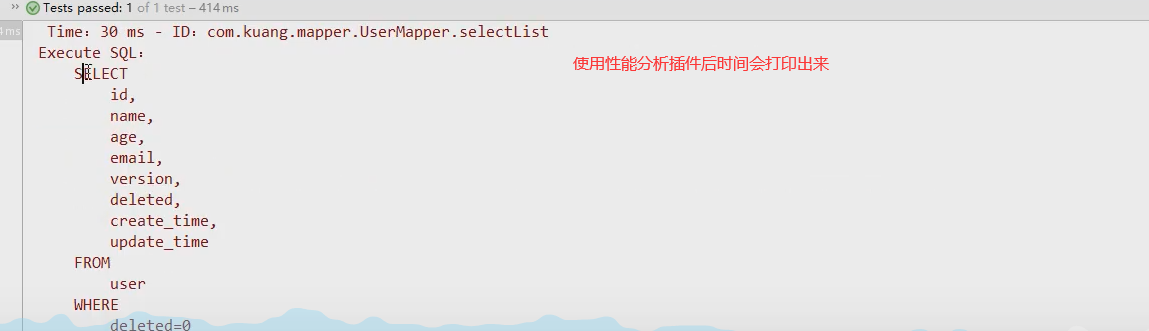 Tests passed: 1 of 1 test – 414 ms
4 ms
Time：30 ms - ID：com.kuang.mapper.UserMapper.selectList
Execute SQL：
使用性能分析插件后时间会打印出来
SELECT
id,
name,
age,
email,
version,
deleted,
create_time,
update_time
FROM
user
WHERE
deleted=0